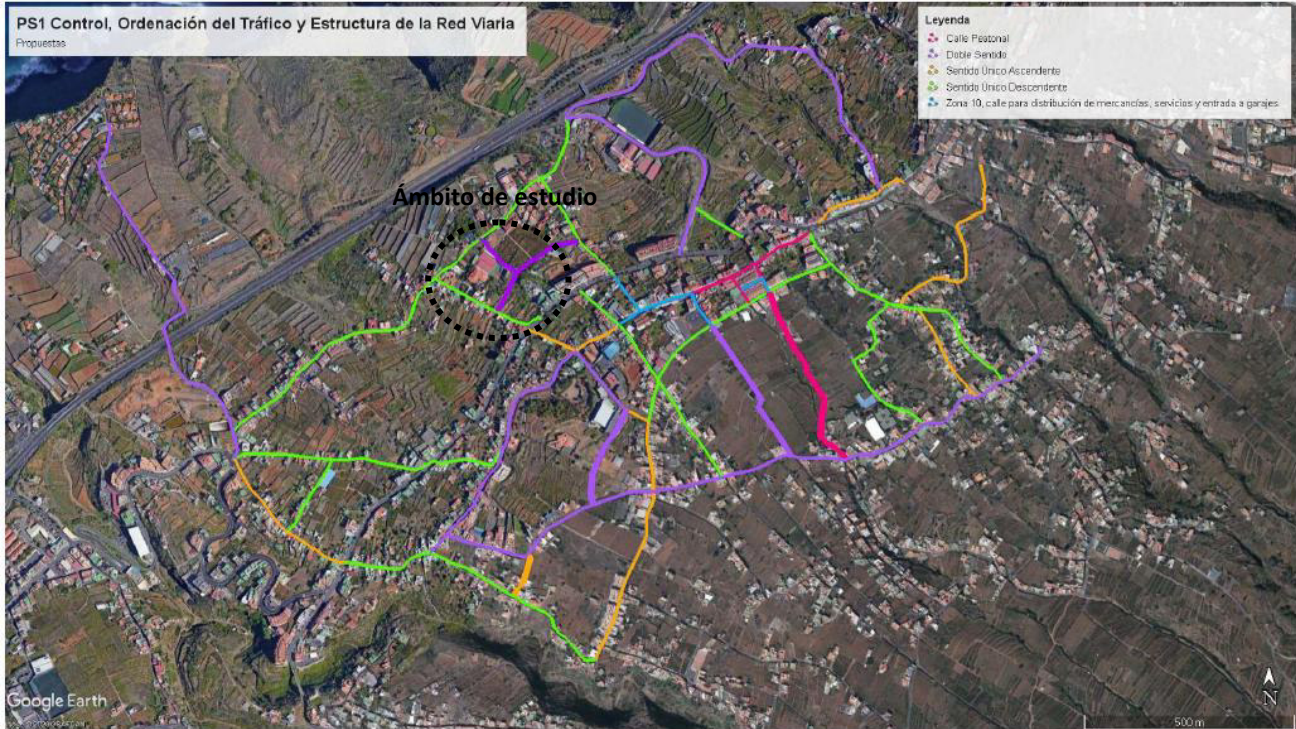 PS1 Control, Ordenación del Tráfico y Estructura de la Red Viaria
Propuestas
Leyenda
Calle Peatonal
Doble Sentido
Sentido Único Ascendente
Sentido Único Descendente
Zona 10, calle para distribución de mercancías, servicios y entrada a garajes
Ámbito de estudio
Google Earth
N
500 m